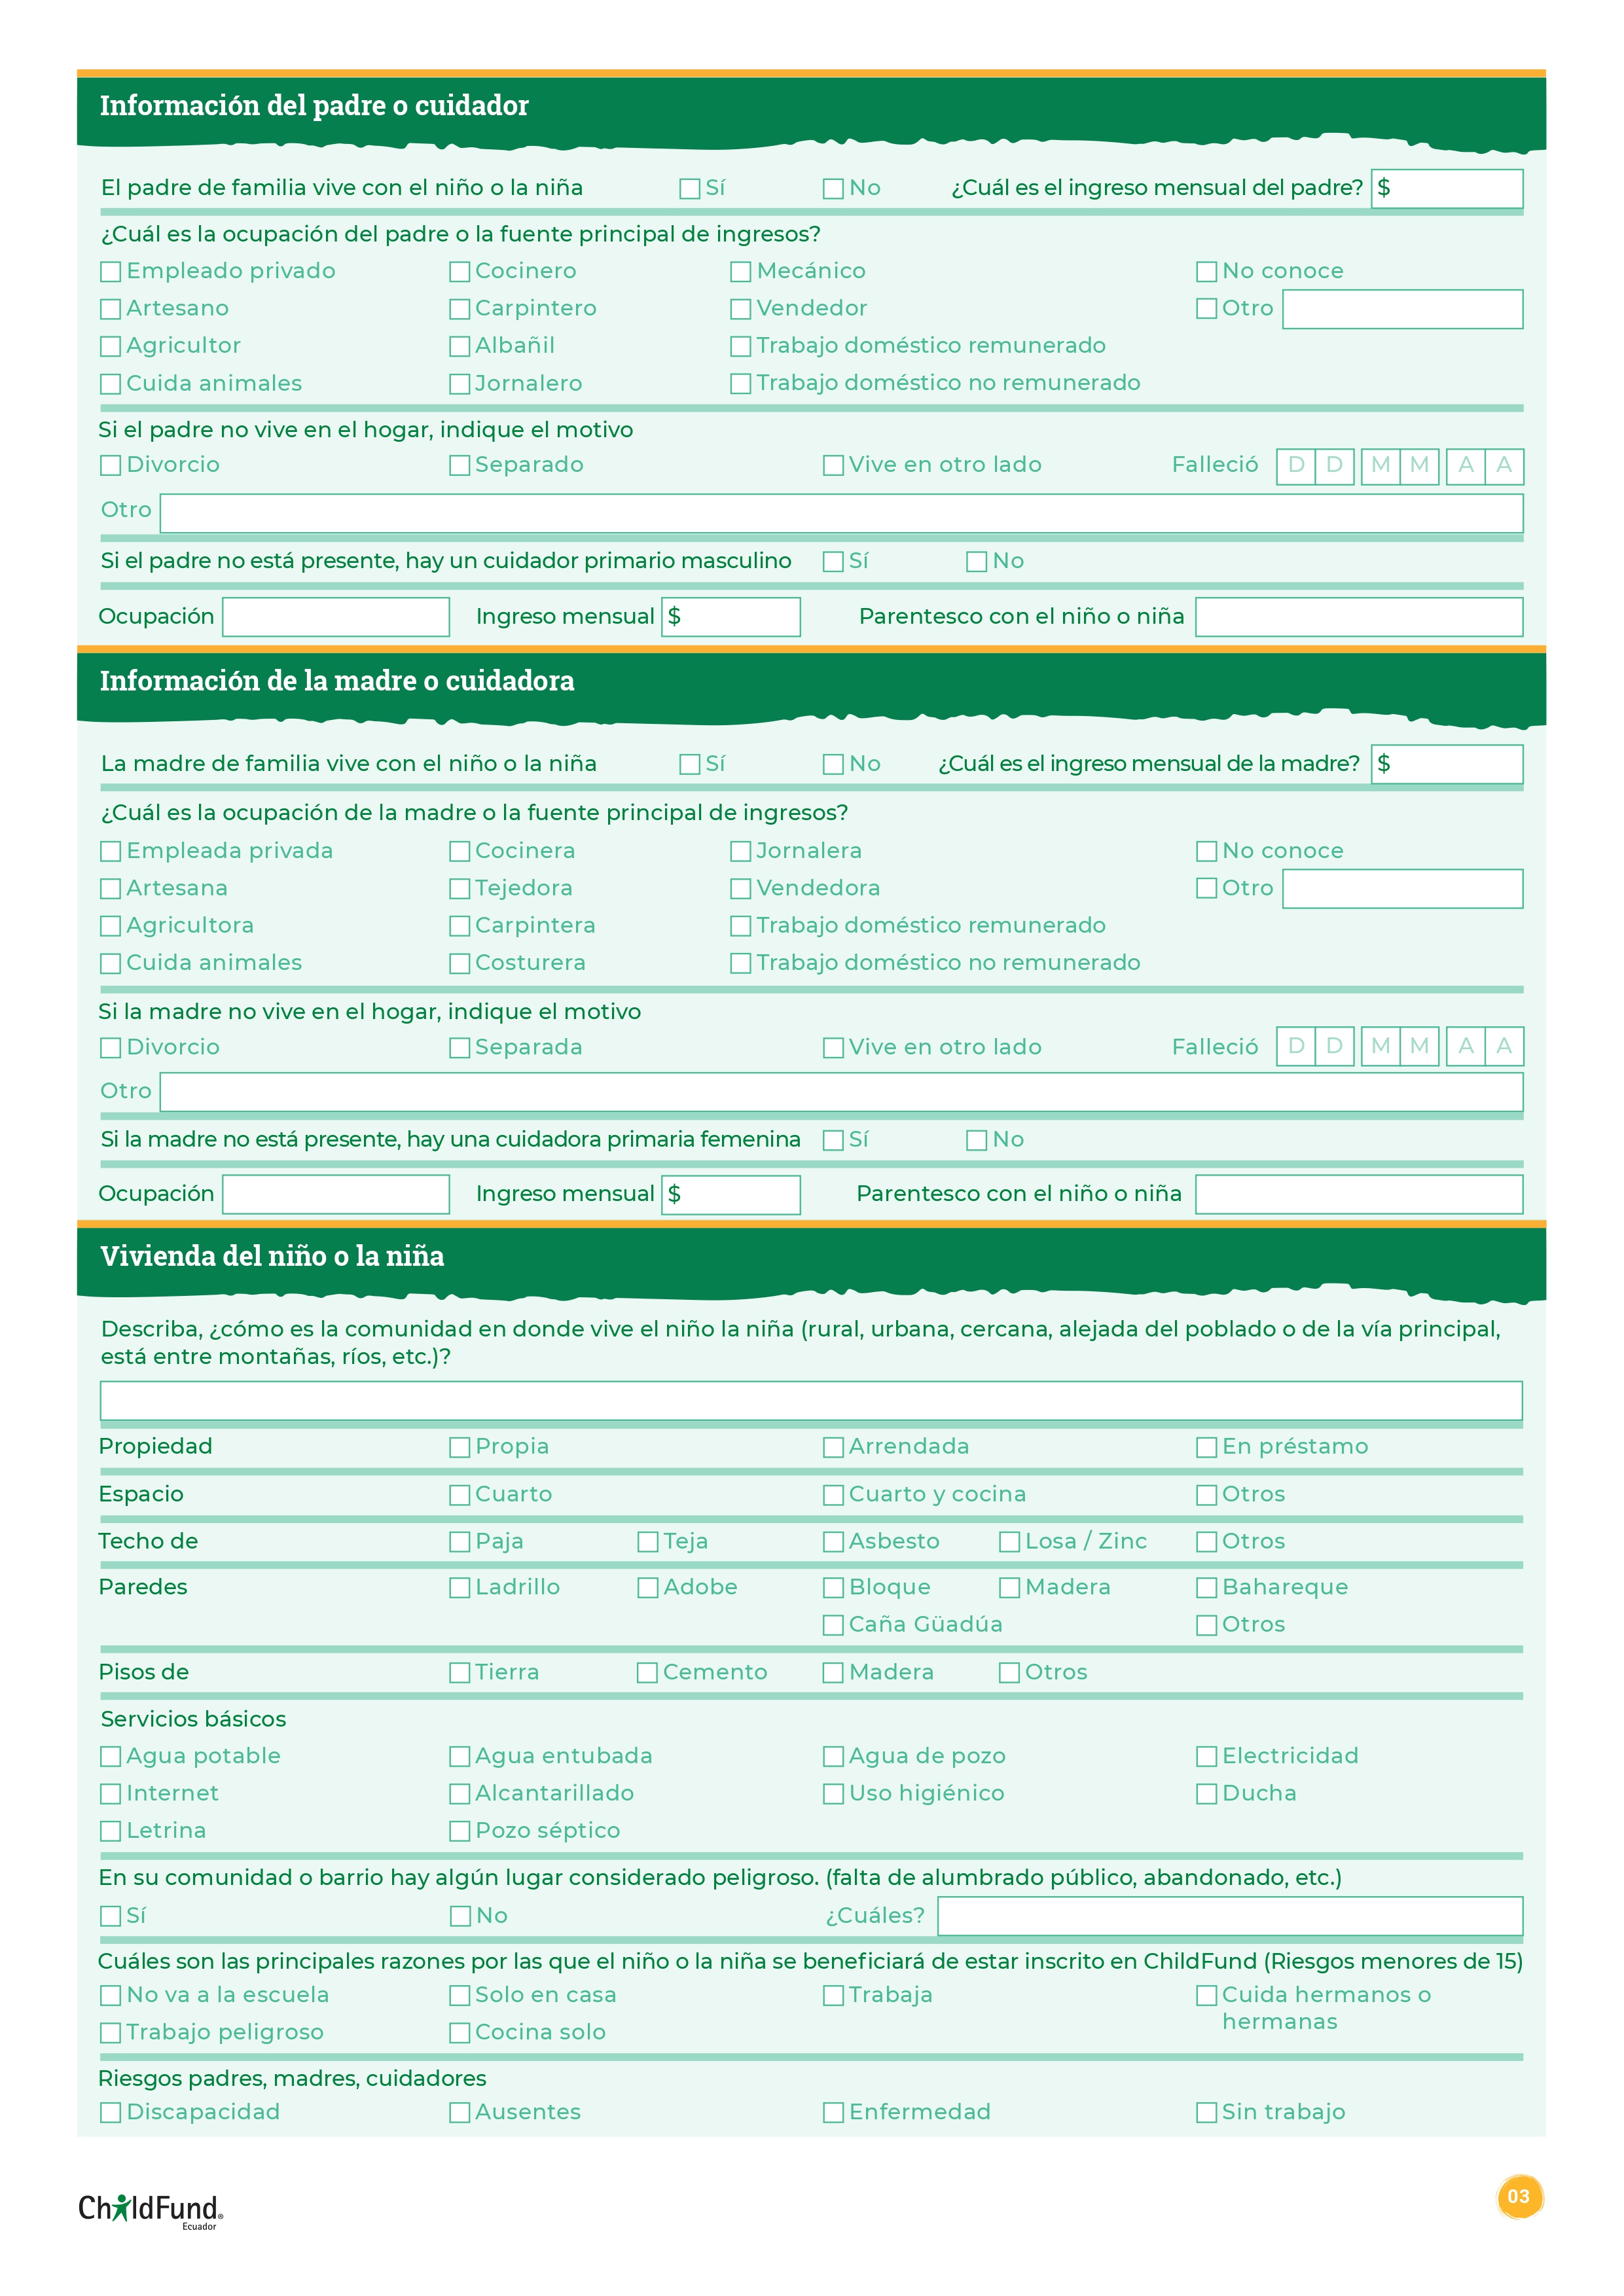 Información del padre o cuidador
El padre de familia vive con el niño o la niña Sí No ¿Cuál es el ingreso mensual del padre? $
¿Cuál es la ocupación del padre o la fuente principal de ingresos?
Empleado privado Cocinero Mecánico No conoce
Artesano Carpintero Vendedor Otro
Agricultor Albañil Trabajo doméstico remunerado
Cuida animales Jornalero Trabajo doméstico no remunerado
Si el padre no vive en el hogar, indique el motivo
Divorcio Separado Vive en otro lado Falleció D D M M A A
Otro
Si el padre no está presente, hay un cuidador primario masculino Sí No
Ocupación Ingreso mensual $ Parentesco con el niño o niña
Información de la madre o cuidadora
La madre de familia vive con el niño o la niña Sí No ¿Cuál es el ingreso mensual de la madre? $
¿Cuál es la ocupación de la madre o la fuente principal de ingresos?
Empleada privada Cocinera Jornalera No conoce
Artesana Tejedora Vendedora Otro
Agricultora Carpintera Trabajo doméstico remunerado
Cuida animales Costurera Trabajo doméstico no remunerado
Si la madre no vive en el hogar, indique el motivo
Divorcio Separada Vive en otro lado Falleció D D M M A A
Otro
Si la madre no está presente, hay una cuidadora primaria femenina Sí No
Ocupación Ingreso mensual $ Parentesco con el niño o niña
Vivienda del niño o la niña
Describa, ¿cómo es la comunidad en donde vive el niño la niña (rural, urbana, cercana, alejada del poblado o de la vía principal,
está entre montañas, ríos, etc.)?
Propiedad Propia Arrendada En préstamo
Espacio Cuarto Cuarto y cocina Otros
Techo de Paja Teja Asbesto Losa / Zinc Otros
Paredes Ladrillo Adobe Bloque Madera Bahareque
Caña Güadúa Otros
Pisos de Tierra Cemento Madera Otros
Servicios básicos
Agua potable Agua entubada Agua de pozo Electricidad
Internet Alcantarillado Uso higiénico Ducha
Letrina Pozo séptico
En su comunidad o barrio hay algún lugar considerado peligroso. (falta de alumbrado público, abandonado, etc.)
Sí No ¿Cuáles?
Cuáles son las principales razones por las que el niño o la niña se beneficiará de estar inscrito en ChildFund (Riesgos menores de 15)
No va a la escuela Solo en casa Trabaja Cuida hermanos o
hermanas
Trabajo peligroso Cocina solo
Riesgos padres, madres, cuidadores
Discapacidad Ausentes Enfermedad Sin trabajo
ChildFund®
Ecuador
03